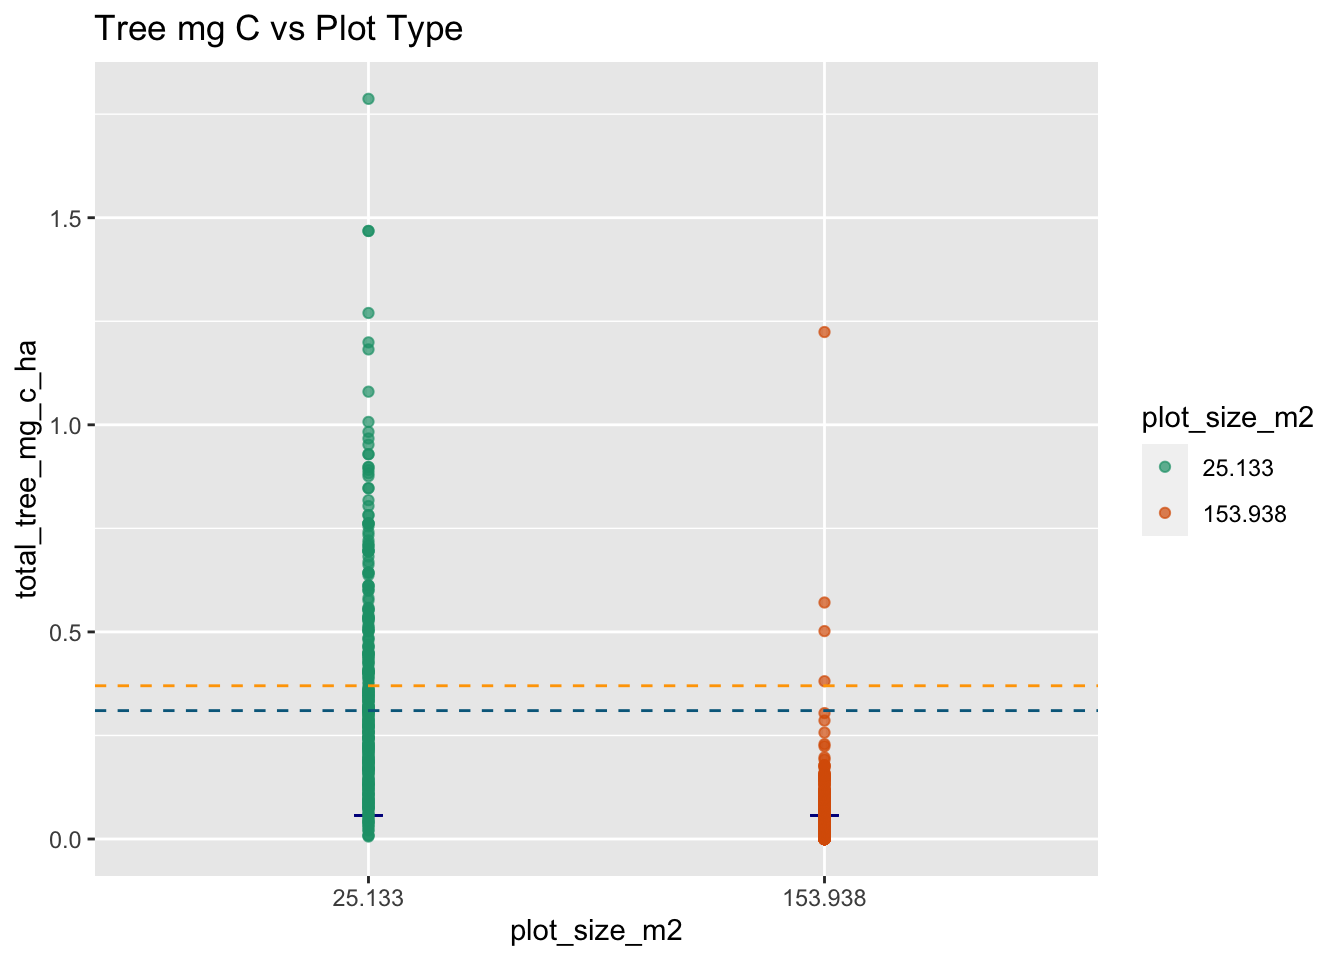 Tree mg C vs Plot Type
total_tree_mg_c_ha
1.5
1.0
0.5
0.0
25.133
153.938
plot_size_m2
plot_size_m2
25.133
153.938